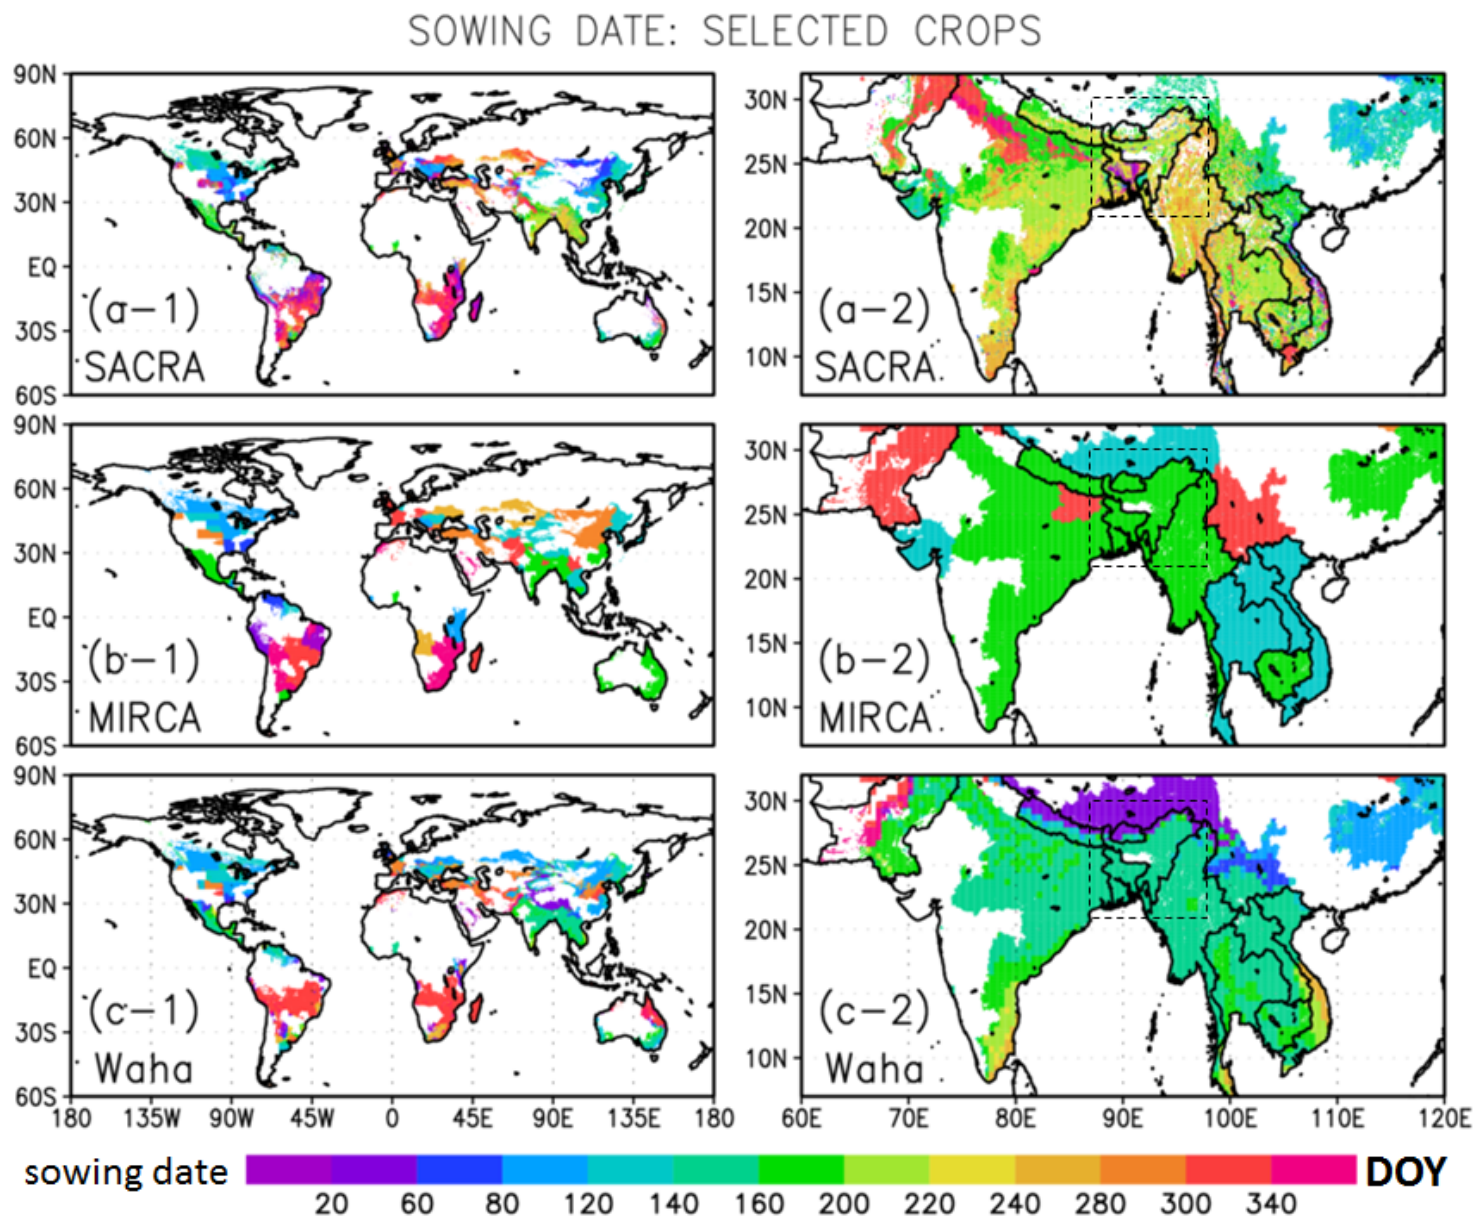 SOWING DATE: SELECTED CROPS
90N
60N
30N
EQ
30S
60S
(a-1)
SACRA
30N
25N
20N
15N
10N
(a-2)
SACRA
90N
60N
30N
EQ
30S
60S
(b-1)
MIRCA
30N
25N
20N
15N
10N
(b-2)
MIRCA
90N
60N
30N
EQ
30S
60S
(c-1)
Waha
180 135W 90W 45W 0 45E 90E 135E 180
30N
25N
20N
15N
10N
(c-2)
Waha
60E 70E 80E 90E 100E 110E 120E
sowing date DOY
20 60 80 120 140 160 200 220 240 280 300 340